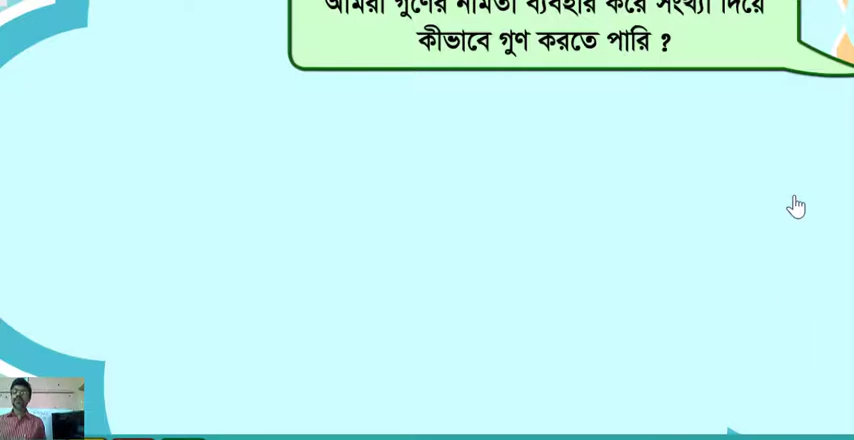 আমরা গুণের নামতা ব্যবহার করে সংখ্যা দিয়ে
কীভাবে গুণ করতে পারি ?